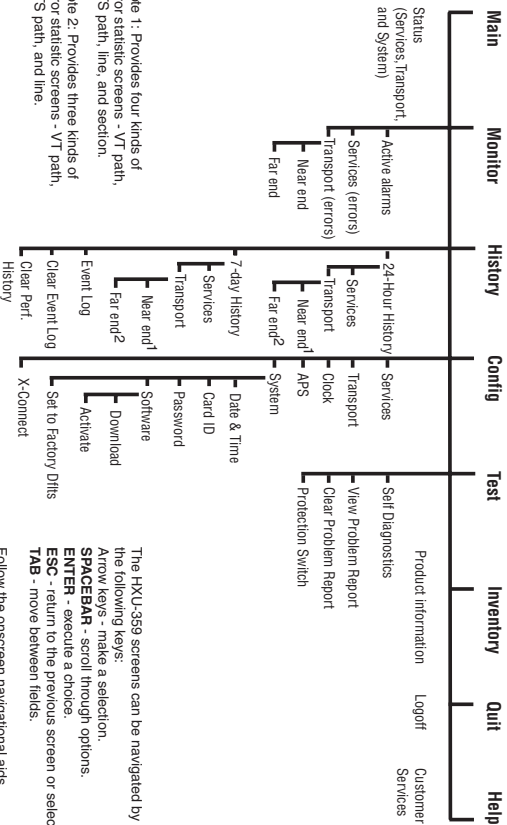 Main
Monitor
History
Config
Test
Inventory
Quit
Help
Status
(Services,Transport,
and System)
Active alarms
Services (errors)
Transport (errors)
Near end
Far end
24-Hour History
Services
Transport
Near end1
Far end2
7-day History
Services
Transport
Near end1
Far end2
Event Log
Clear Event Log
Clear Perf.
History
Services
Transport
Clock
APS
System
Date & Time
Card ID
Password
Software
Download
Activate
Set to Factory Dflts
X-Connect
Self Diagnostics
View Problem Report
Clear Problem Report
Protection Switch
Product information
Logoff
Customer
Services
1: Provides four kinds of
statistic screens - VT path,
path, line, and section.
2: Provides three kinds of
statistic screens - VT path,
path, and line.
The HXU-359 screens can be navigated by
the following keys:
Arrow keys - make a selection.
SPACEBAR - scroll through options.
ENTER - execute a choice.
ESC - return to the previous screen or
TAB - move between fields.
Follow the onscreen navigational aids